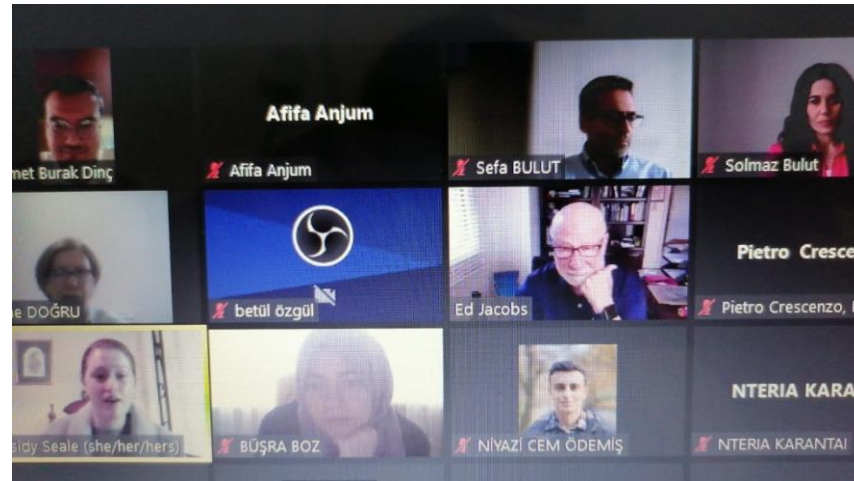 Afifa Anjum
met Burak Dinç
Afifa Anjum
Sefa BULUT
Solmaz Bulut
Pietro Cresce
e DOĞRU
betül özgül
Ed Jacobs
Pietro Crescenzo,
NTERIA KARA
sidy Seale (she/her/hers)
BÜŞRA BOZ
NİYAZİ CEM ÖDEMİŞ
NTERIA KARANTAI